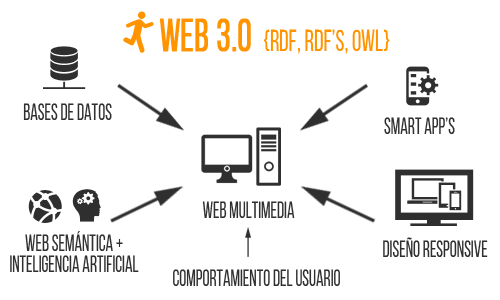 WEB 3.0 {RDF, RDF'S, OWL}
BASES DE DATOS
SMART APP'S
WEB MULTIMEDIA
WEB SEMÁNTICA +
INTELIGENCIA ARTIFICIAL
DISEÑO RESPONSIVE
COMPORTAMIENTO DEL USUARIO